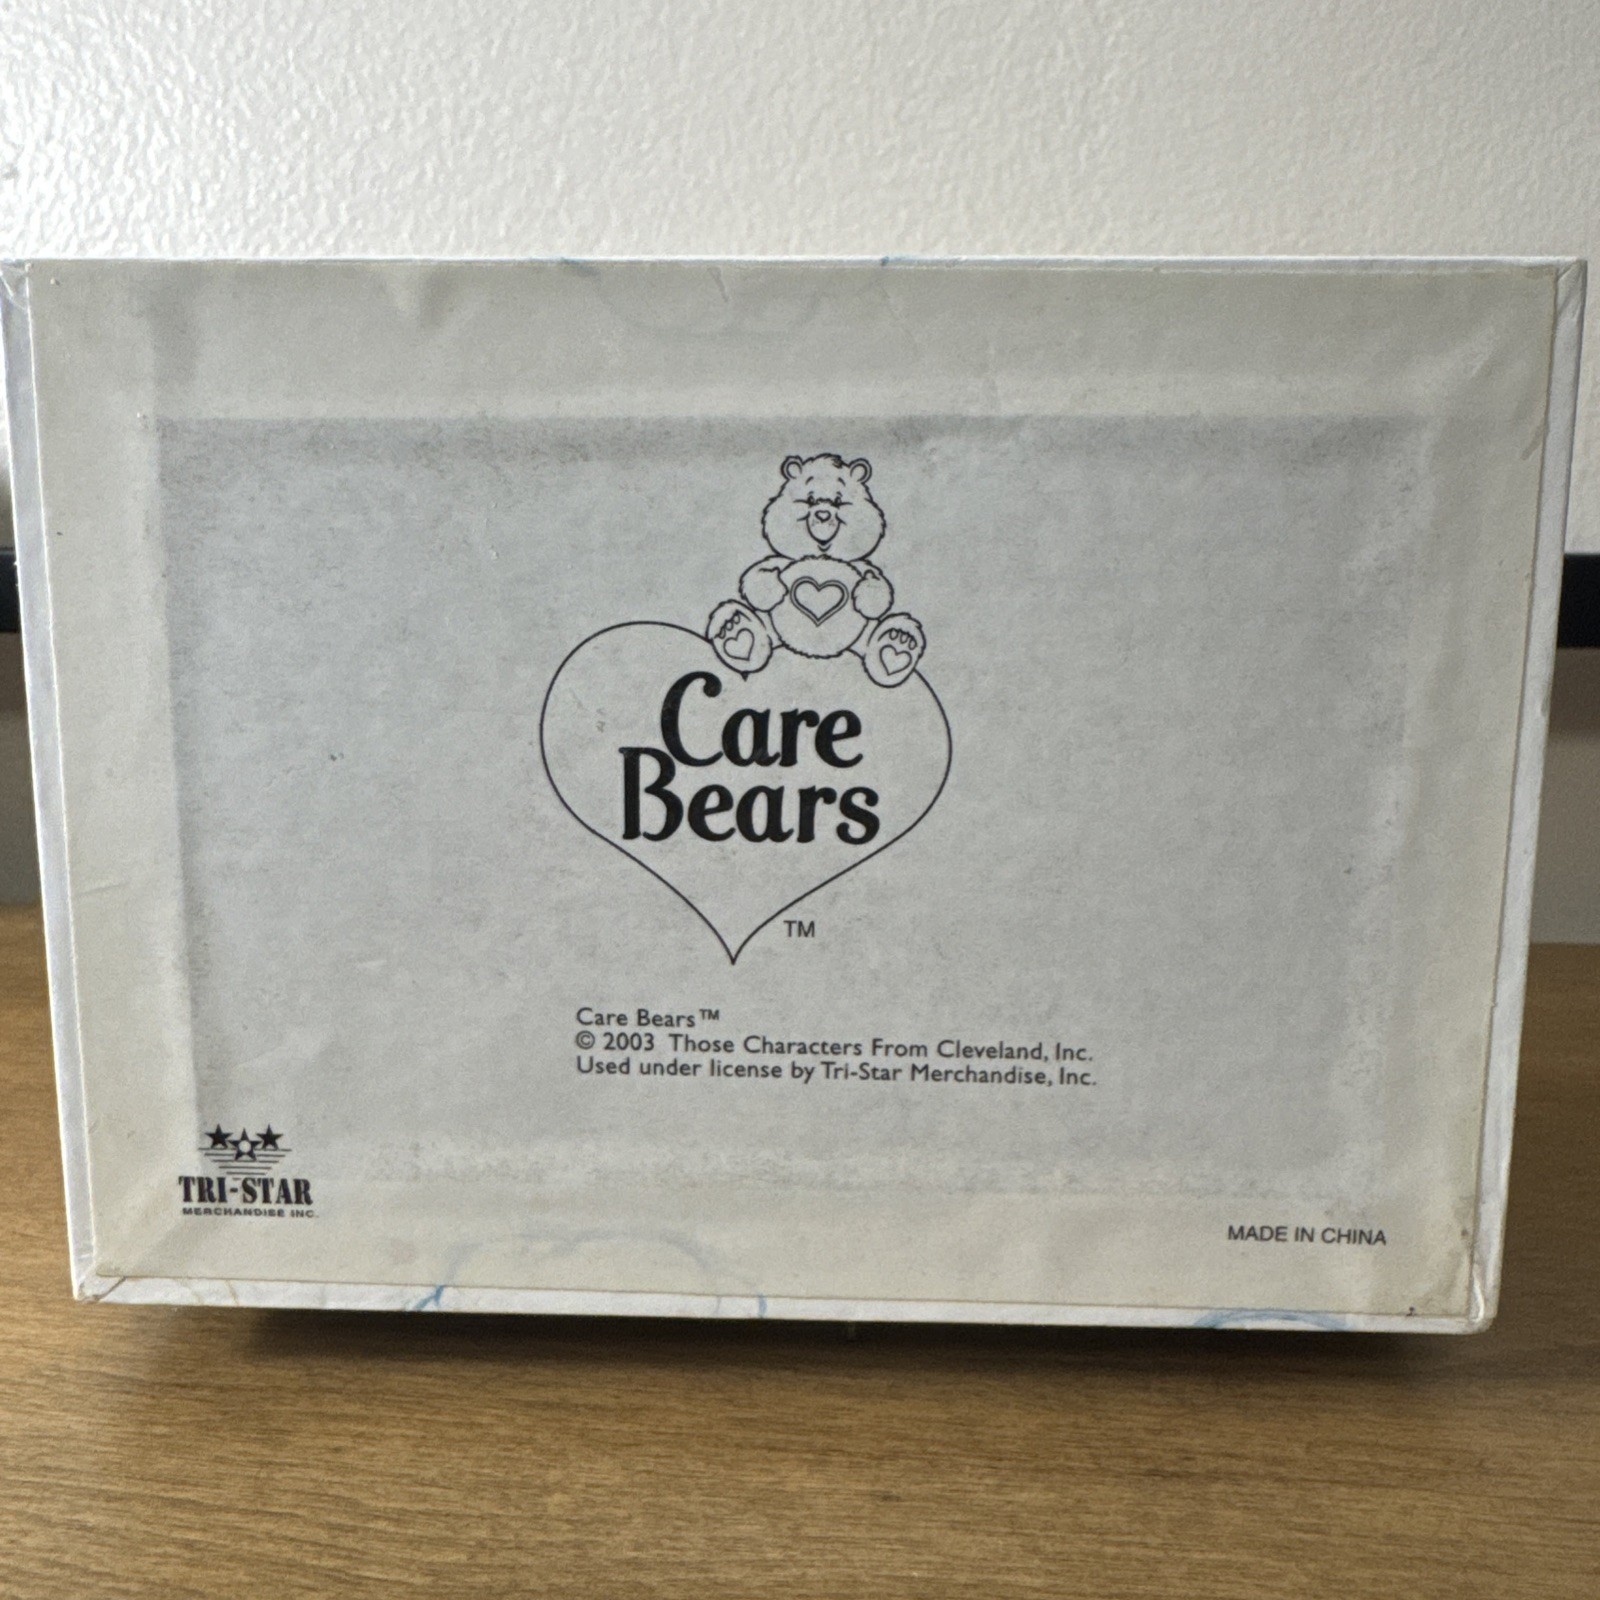 Care
Bears
TM
Care Bears™
© 2003 Those Characters From Cleveland, Inc.
Used under license by Tri-Star Merchandise, Inc.
TRI-STAR
MERCHANDISE INC.
MADE IN CHINA